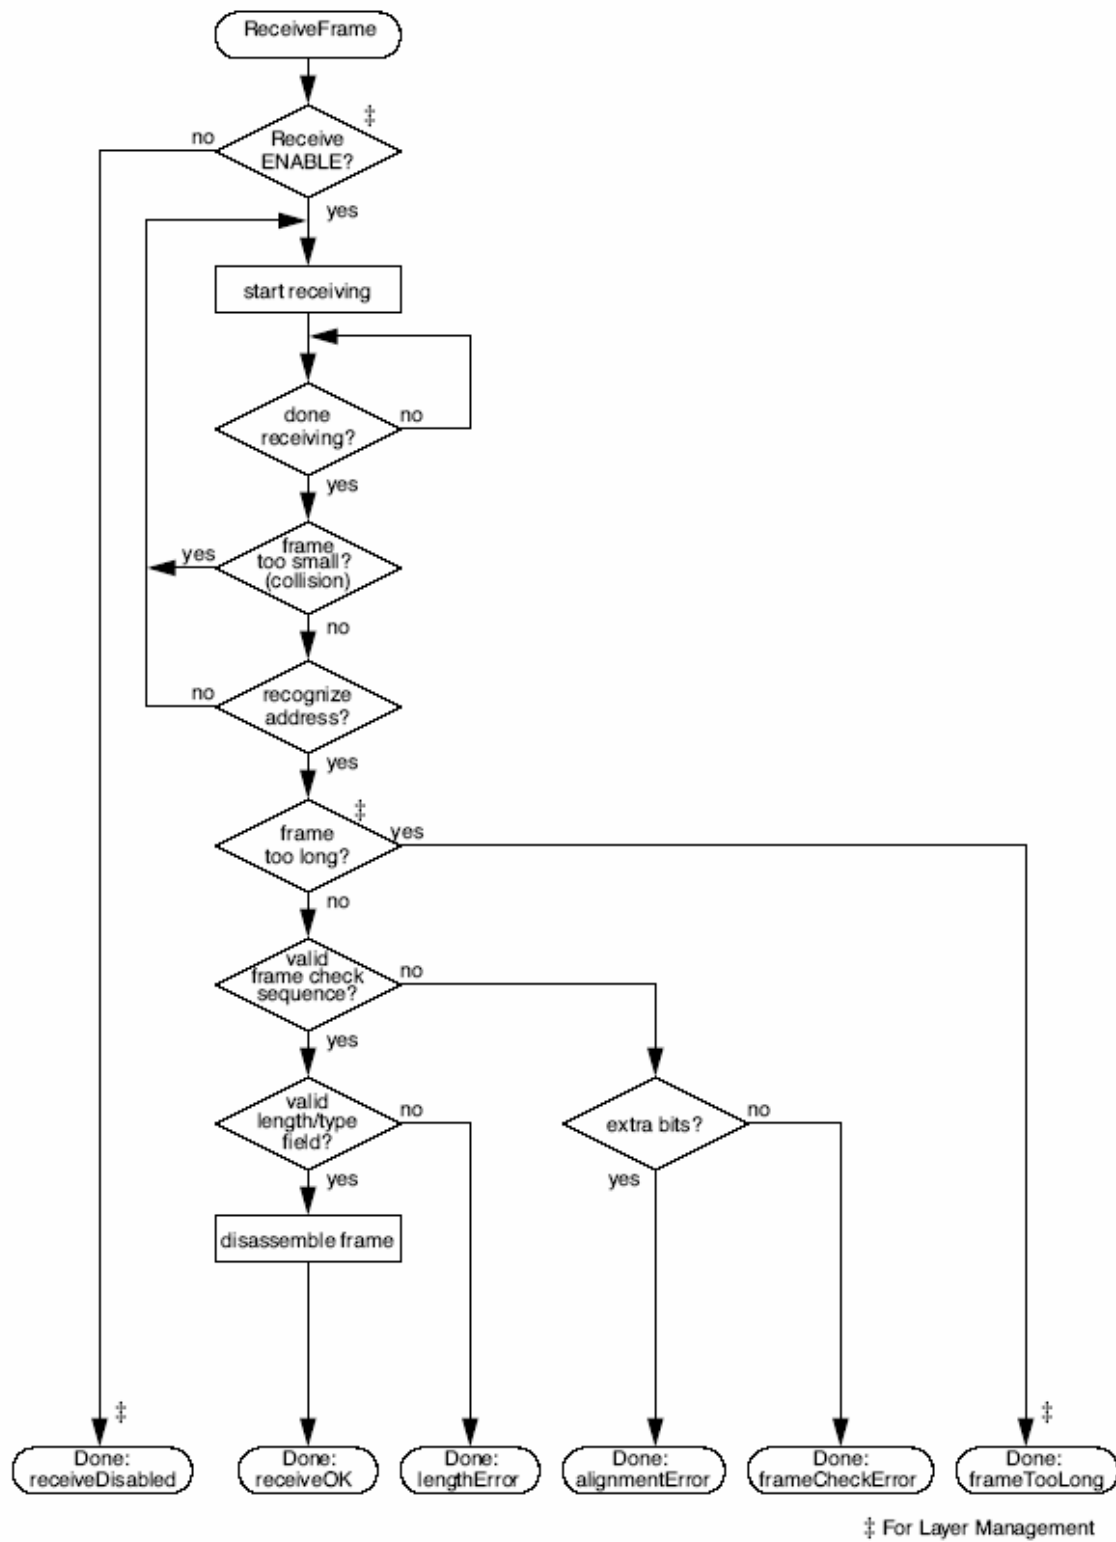 ReceiveFrame
‡
no
Receive
ENABLE?
yes
start receiving
done
receiving?
no
yes
frame
too small?
(collision)
yes
no
recognize
address?
no
yes
‡
frame
too long?
yes
no
valid
frame check
sequence?
no
yes
valid
length/type
field?
no
extra bits?
no
yes
yes
disassemble frame
‡
‡
Done:
receiveDisabled
Done:
receiveOK
Done:
lengthError
Done:
alignmentError
Done:
frameCheckError
Done:
frameTooLong
‡ For Layer Management